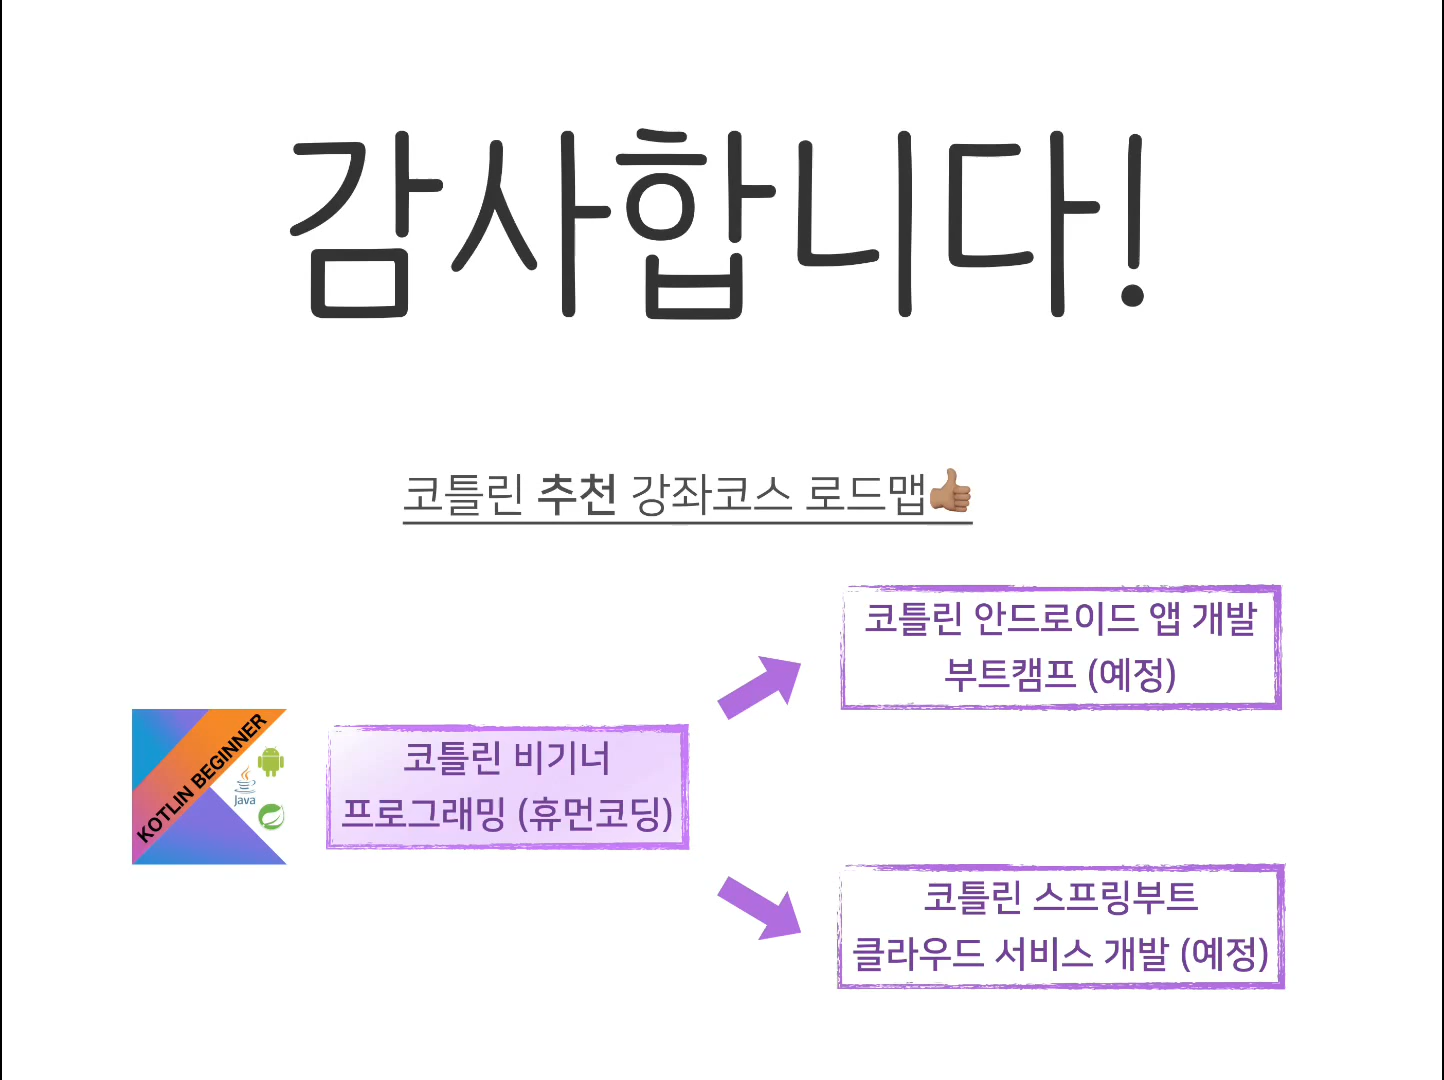 감사합니다!
코틀린 추천 강좌코스 로드맵👍🏽
코틀린 안드로이드 앱 개발
부트캠프 (예정)
KOTLIN BEGINNER
Java
코틀린 비기너
프로그래밍 (휴먼코딩)
코틀린 스프링부트
클라우드 서비스 개발 (예정)